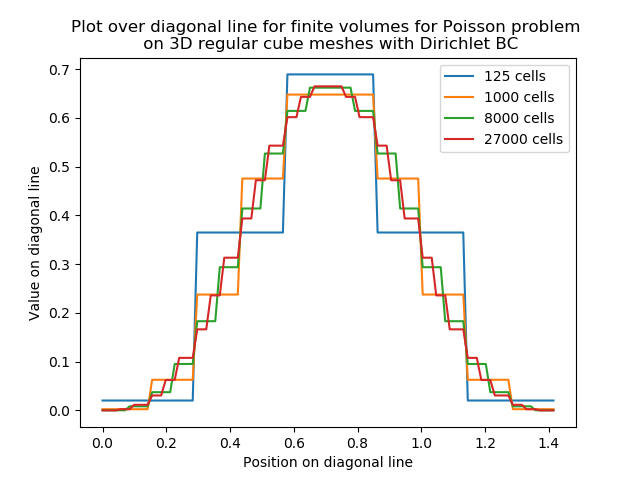 Plot over diagonal line for finite volumes for Poisson problem
on 3D regular cube meshes with Dirichlet BC
125 cells
1000 cells
8000 cells
27000 cells
0.7
0.6
0.5
0.4
0.3
0.2
0.1
0.0
Value on diagonal line
0.0 0.2 0.4 0.6 0.8 1.0 1.2 1.4
Position on diagonal line